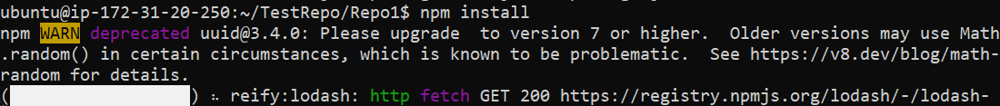 ubuntu@ip-172-31-20-250:~/TestRepo/Repo1$ npm install
npm WARN deprecated uuid@3.4.0: Please upgrade  to version 7 or higher.  Older versions may use Math
.random() in certain circumstances, which is known to be problematic.  See https://v8.dev/blog/math-
random for details.
(                  ) ⠦ reify:lodash: http fetch GET 200 https://registry.npmjs.org/lodash/-/lodash-